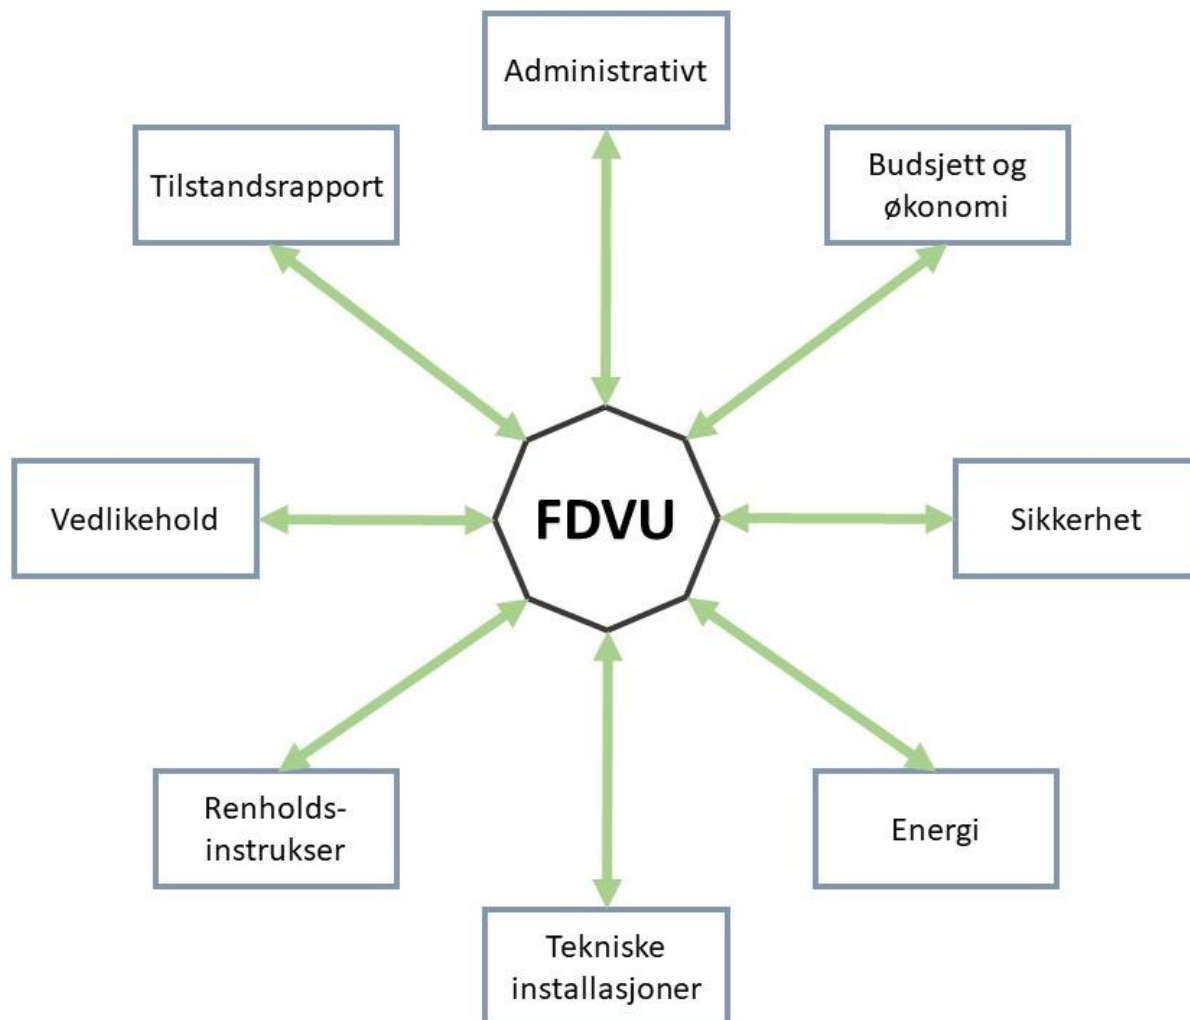 Administrativt
Tilstandsrapport
Budsjett og
økonomi
Vedlikehold
FDVU
Sikkerhet
Renholds-
instrukser
Energi
Tekniske
installasjoner